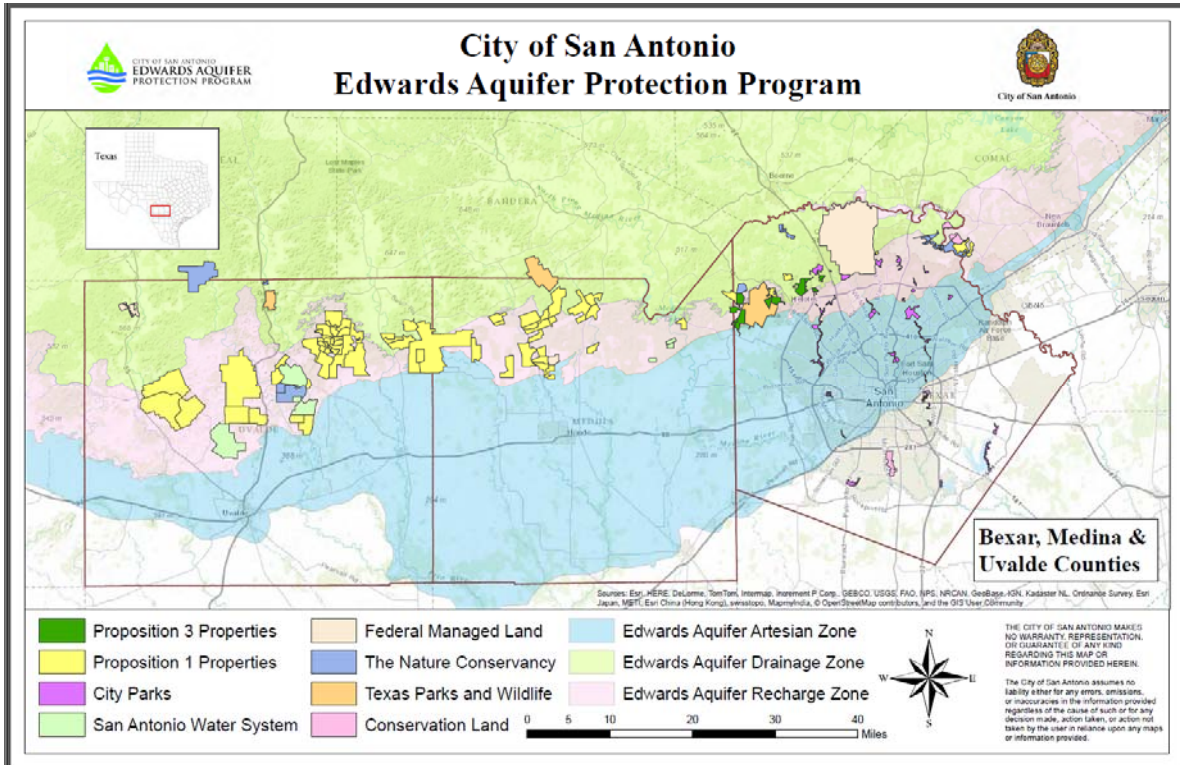 CITY OF SAN ANTONIO
EDWARDS AQUIFER
PROTECTION PROGRAM
City of San Antonio
Edwards Aquifer Protection Program
City of San Antonio
Texas
BANDERA
COMAL
Boerne
UVALDE
MEDINA
Hondo
Uvalde
San
Antonio
Bexar, Medina &
Uvalde Counties
Sources: Esri, HERE, DeLorme, TomTom, Intermap, increment P Corp., GEBCO, USGS, FAO, NPS, NRCAN, GeoBase, IGN, Kadaster NL, Ordnance Survey, Esri
Japan, METI, Esri China (Hong Kong), swisstopo, MapmyIndia, © OpenStreetMap contributors, and the GIS User Community
Proposition 3 Properties
Proposition 1 Properties
City Parks
San Antonio Water System
Federal Managed Land
The Nature Conservancy
Texas Parks and Wildlife
Conservation Land
Edwards Aquifer Artesian Zone
Edwards Aquifer Drainage Zone
Edwards Aquifer Recharge Zone
0 5 10 20 30 40
Miles
N
W E
S
THE CITY OF SAN ANTONIO MAKES
NO WARRANTY, REPRESENTATION,
OR GUARANTEE OF ANY KIND
REGARDING THIS MAP OR
INFORMATION PROVIDED HEREIN.
The City of San Antonio assumes no
liability either for any errors, omissions,
or inaccuracies in the information provided
regardless of the cause of such or for any
decision made, action taken, or action not
taken by the user in reliance upon any maps
or information provided.